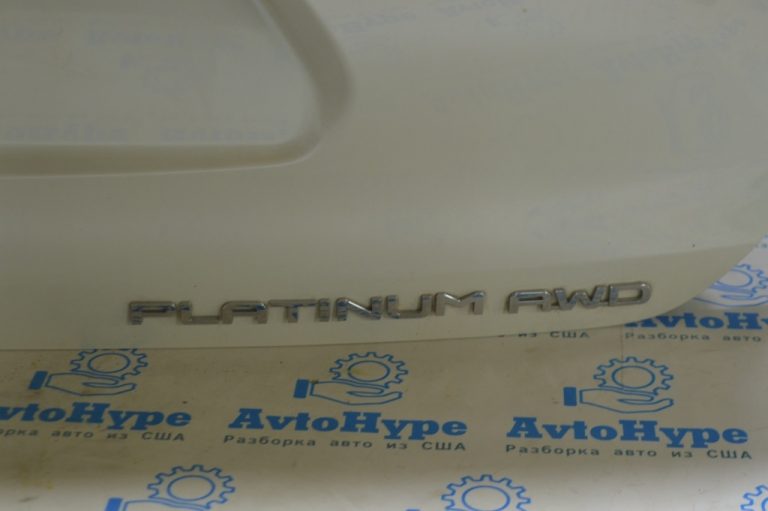 PLATINUM AWD
AvtoHype
из США
AvtoHype
Разборка авто
AvtoHype
авто из США
AvtoHype
Разборка авто из США
AvtoHype
Разборка авто из США